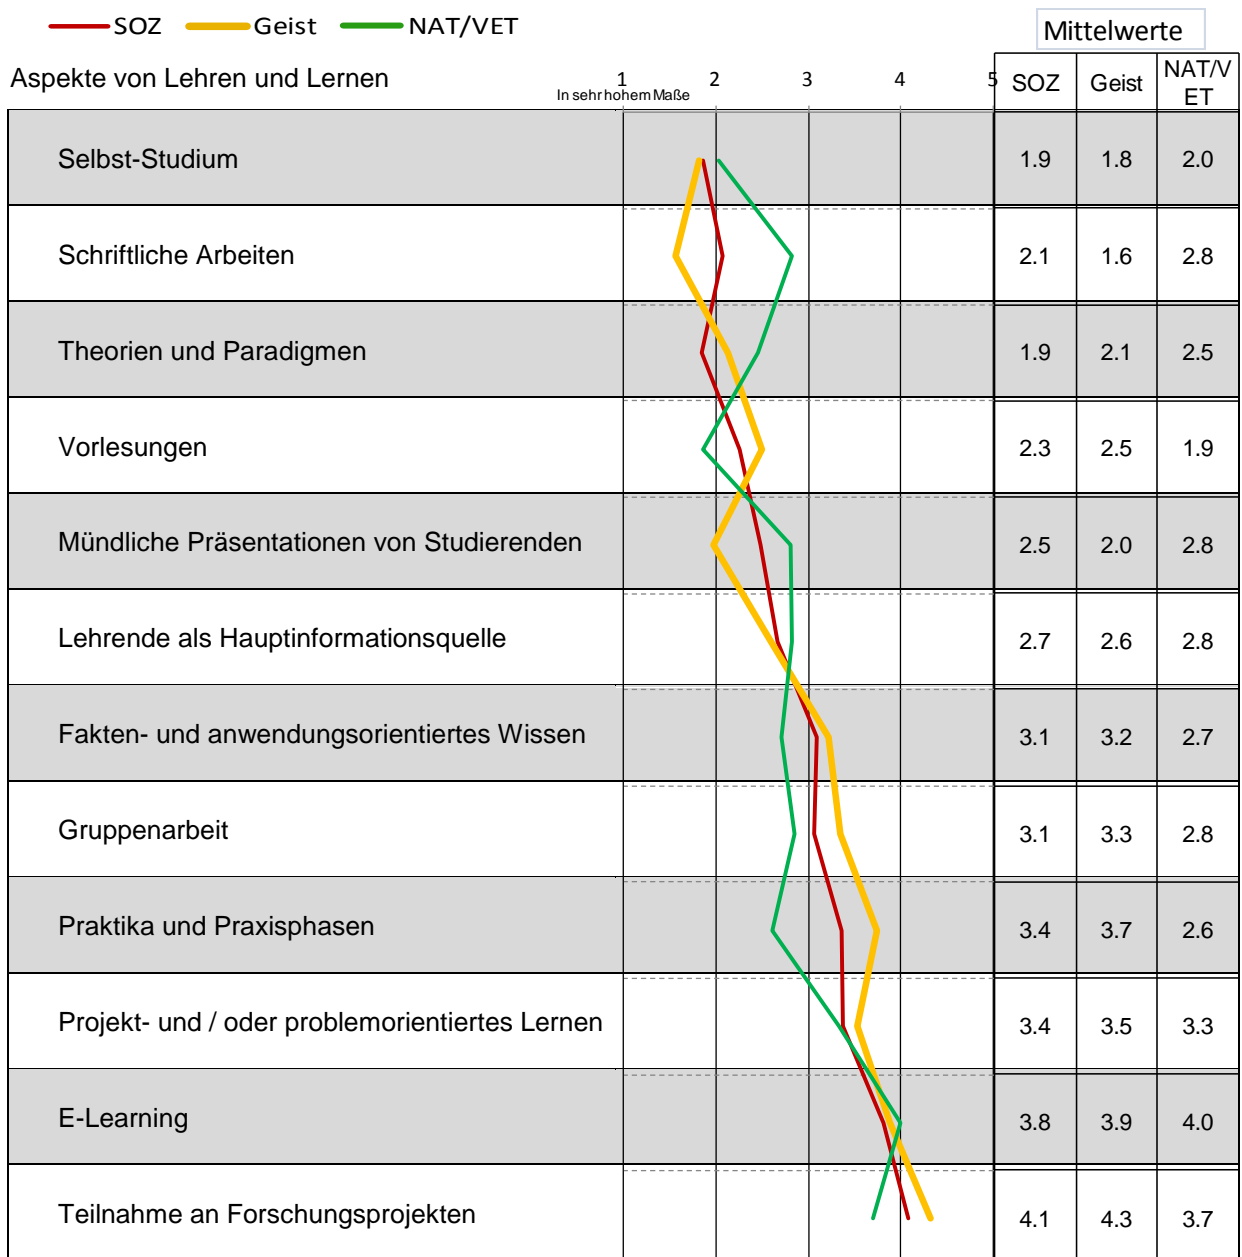 SOZ Geist NAT/VET
Mittelwerte
Aspekte von Lehren und Lernen 1 2 3 4 5 SOZ Geist NAT/V
ET
In sehr hohem Maße
Selbst-Studium 1.9 1.8 2.0
Schriftliche Arbeiten 2.1 1.6 2.8
Theorien und Paradigmen 1.9 2.1 2.5
Vorlesungen 2.3 2.5 1.9
Mündliche Präsentationen von Studierenden 2.5 2.0 2.8
Lehrende als Hauptinformationsquelle 2.7 2.6 2.8
Fakten- und anwendungsorientiertes Wissen 3.1 3.2 2.7
Gruppenarbeit 3.1 3.3 2.8
Praktika und Praxisphasen 3.4 3.7 2.6
Projekt- und / oder problemorientiertes Lernen 3.4 3.5 3.3
E-Learning 3.8 3.9 4.0
Teilnahme an Forschungsprojekten 4.1 4.3 3.7